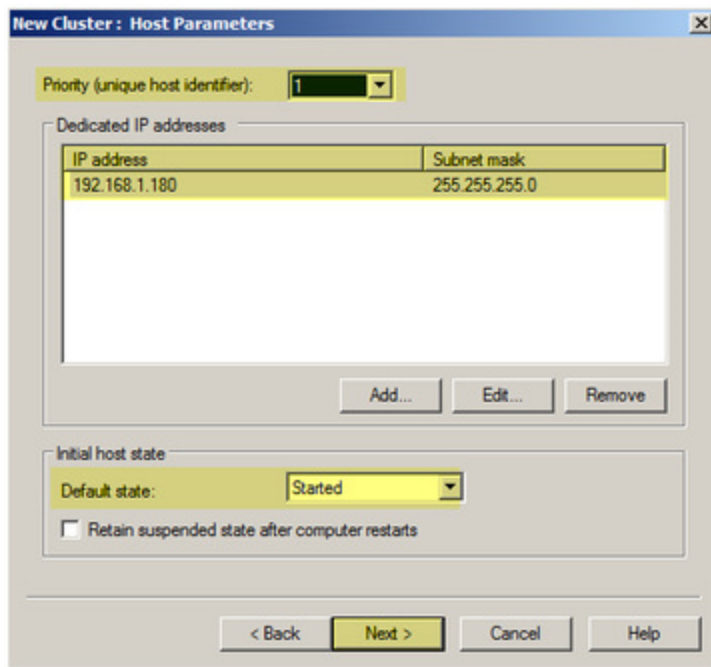 New Cluster : Host Parameters
Priority (unique host identifier): 1
Dedicated IP addresses
IP address Subnet mask
192.168.1.180 255.255.255.0
Add... Edit... Remove
Initial host state
Default state: Started
Retain suspended state after computer restarts
< Back Next > Cancel Help